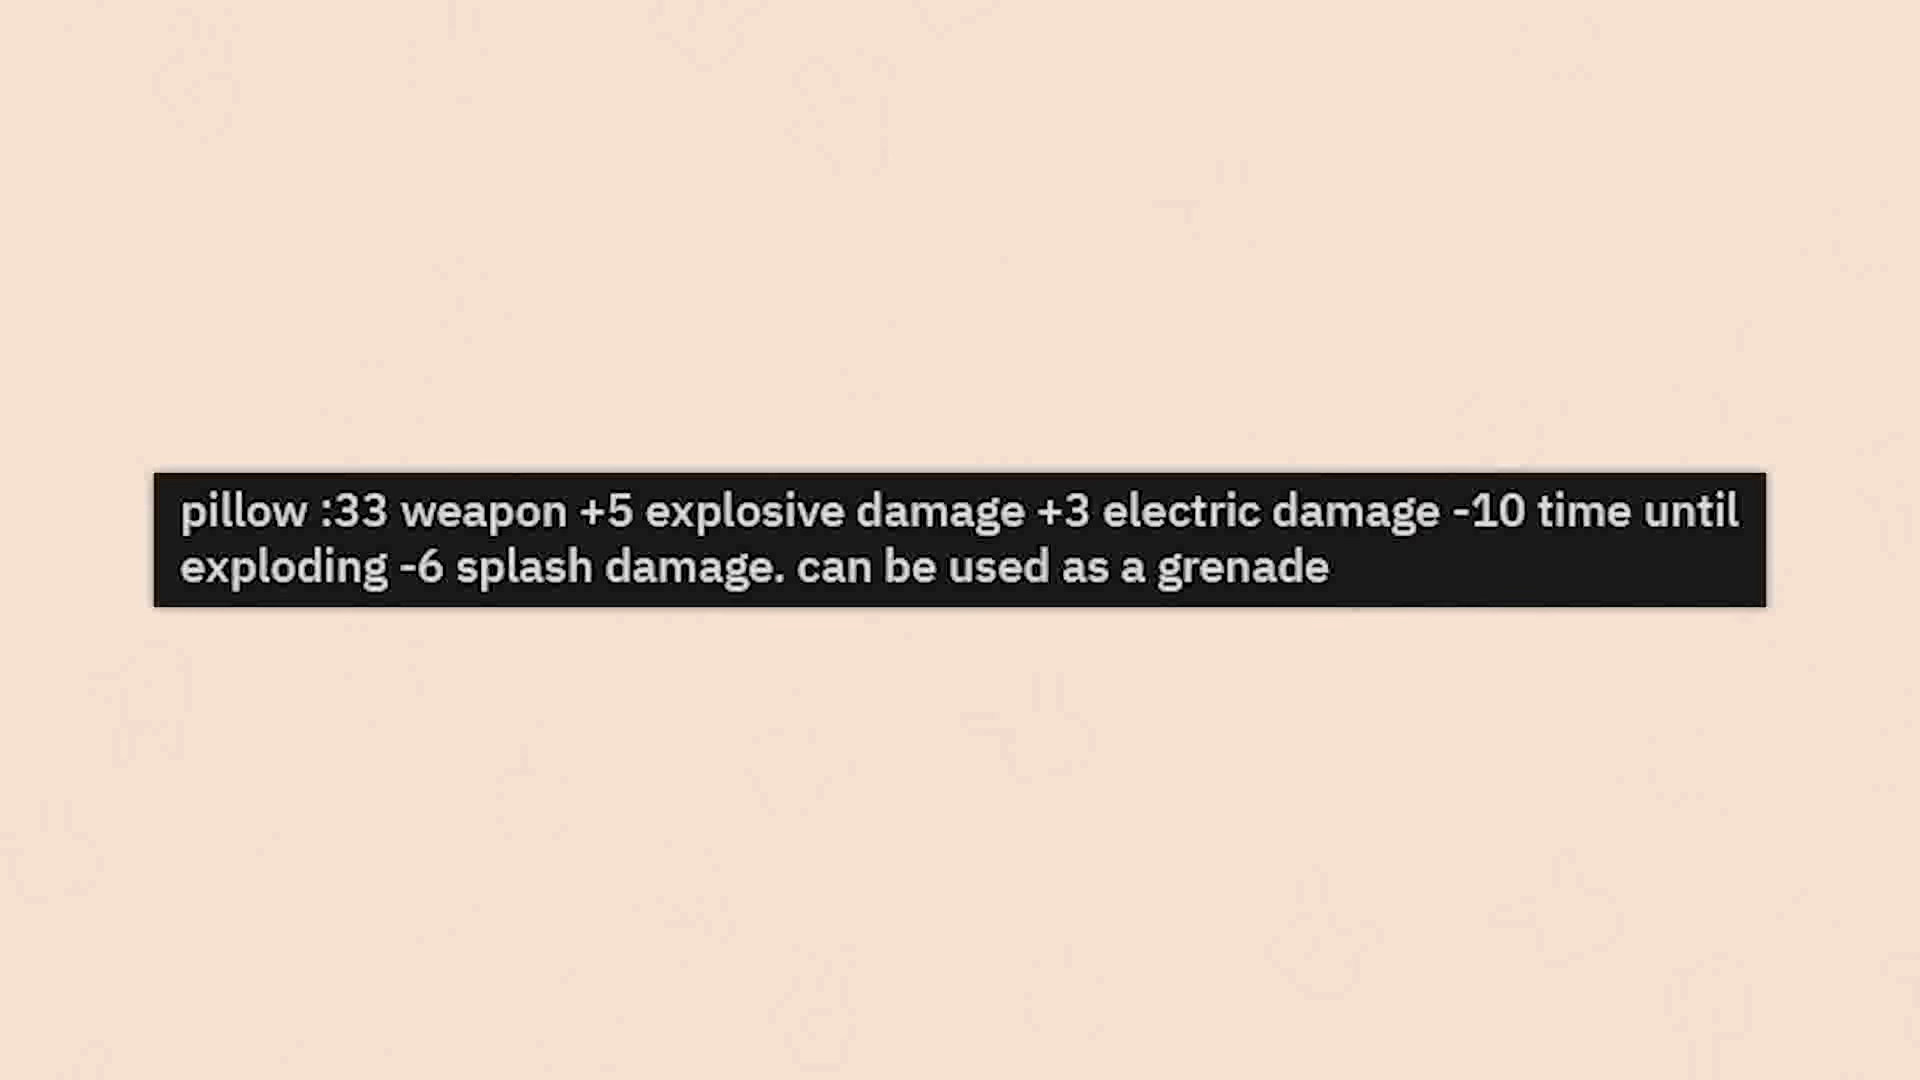 pillow :33 weapon +5 explosive damage +3 electric damage -10 time until
exploding -6 splash damage. can be used as a grenade